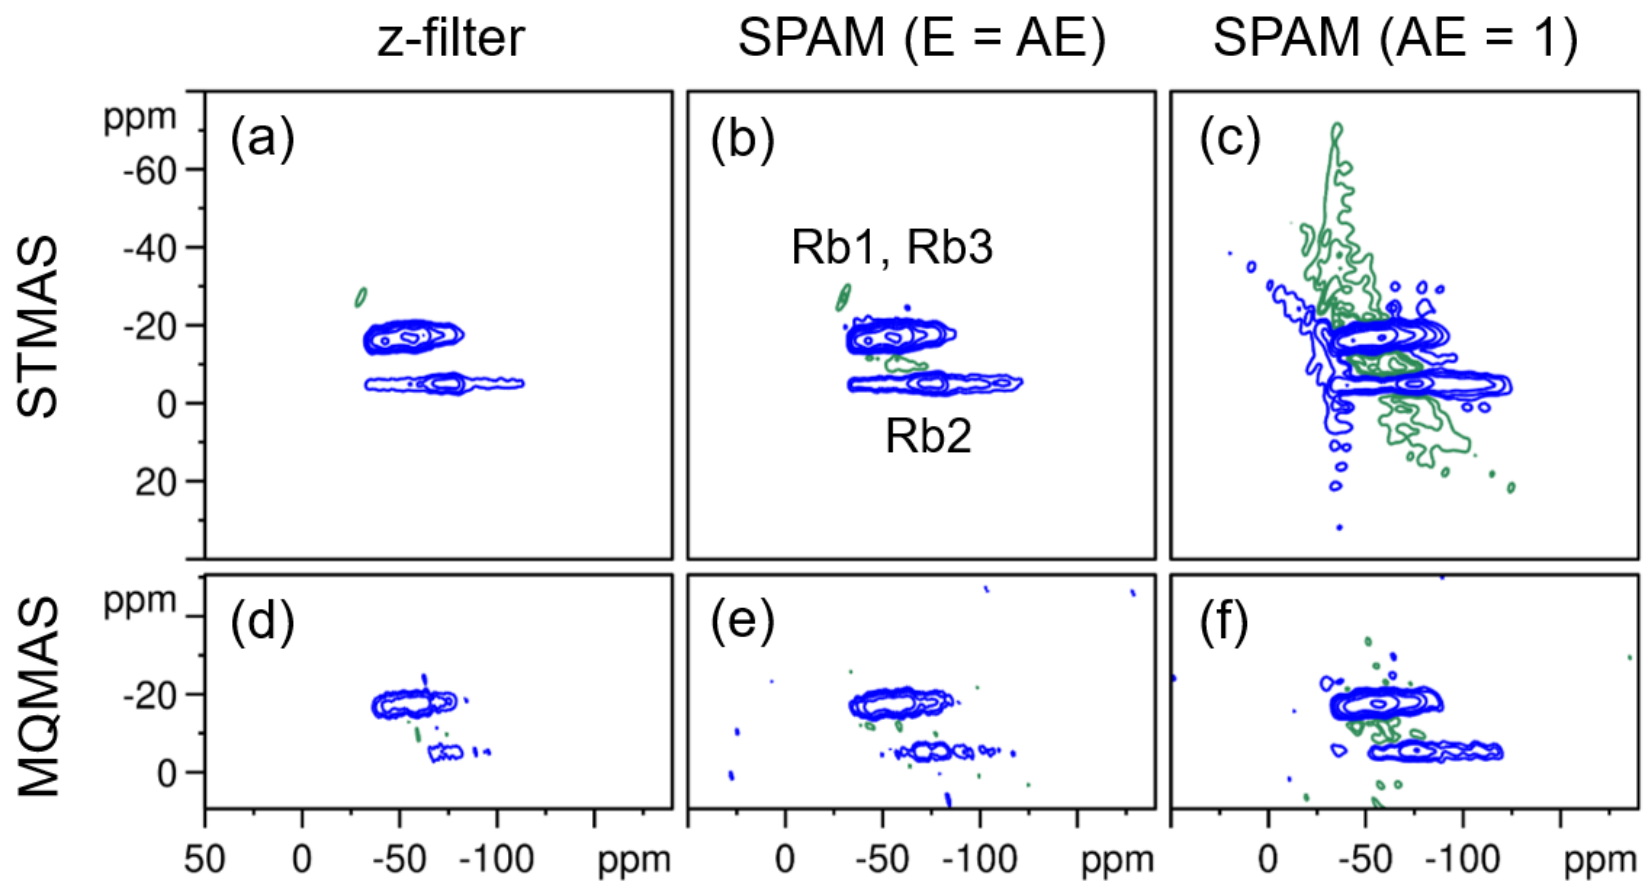 z-filter
SPAM (E = AE)
SPAM (AE = 1)
STMAS
ppm
-60
-40
-20
0
20
(a)
(b)
Rb1, Rb3
Rb2
(c)
MQMAS
ppm
-20
0
(d)
(e)
(f)
50 0 -50 -100 ppm
0 -50 -100 ppm
0 -50 -100 ppm